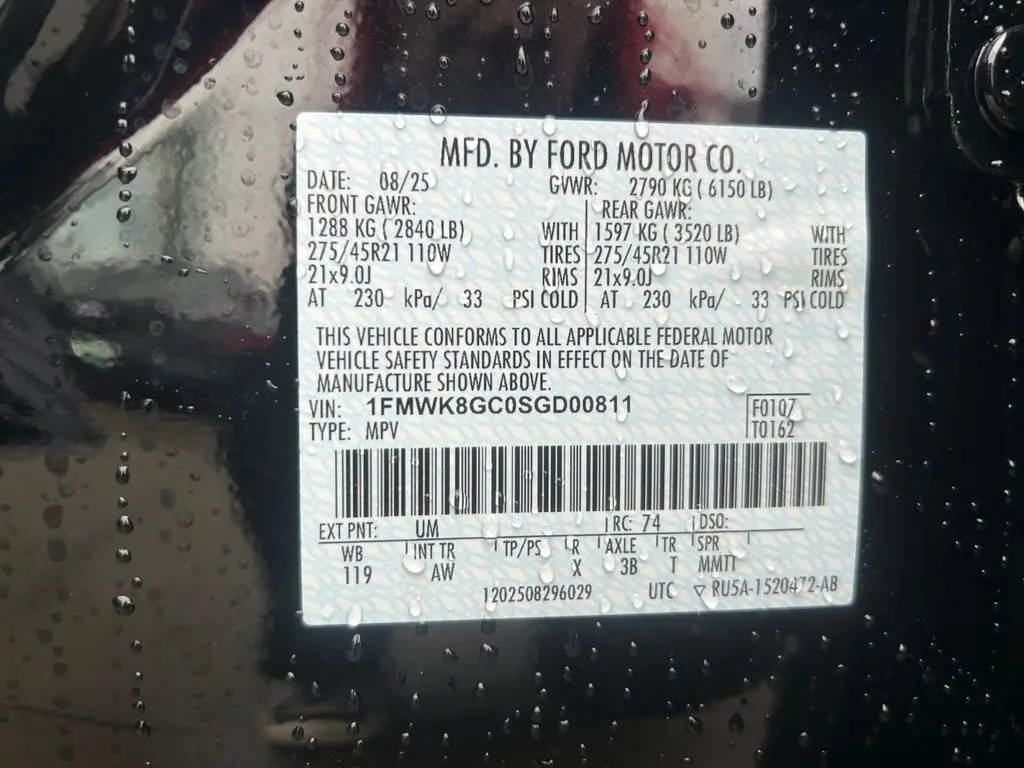 MFD. BY FORD MOTOR CO.
DATE: 08/25 GVWR: 2790 KG ( 6150 LB)
FRONT GAWR: REAR GAWR:
1288 KG ( 2840 LB) WITH 1597 KG ( 3520 LB) WITH
275/45R21 110W TIRES 275/45R21 110W TIRES
21x9.0J RIMS 21x9.0J RIMS
AT 230 kPa/ 33 PSI COLD AT 230 kPa/ 33 PSI COLD
THIS VEHICLE CONFORMS TO ALL APPLICABLE FEDERAL MOTOR
VEHICLE SAFETY STANDARDS IN EFFECT ON THE DATE OF
MANUFACTURE SHOWN ABOVE.
VIN: 1FMWK8GC0SGD00811 F0107
TYPE: MPV T0162
EXT PNT: UM RC: 74 DSO:
WB INT TR TP/PS R AXLE TR SPR
119 AW X 3B T MMTI
1202508296029 UTC ▽ RU5A-1520472-AB